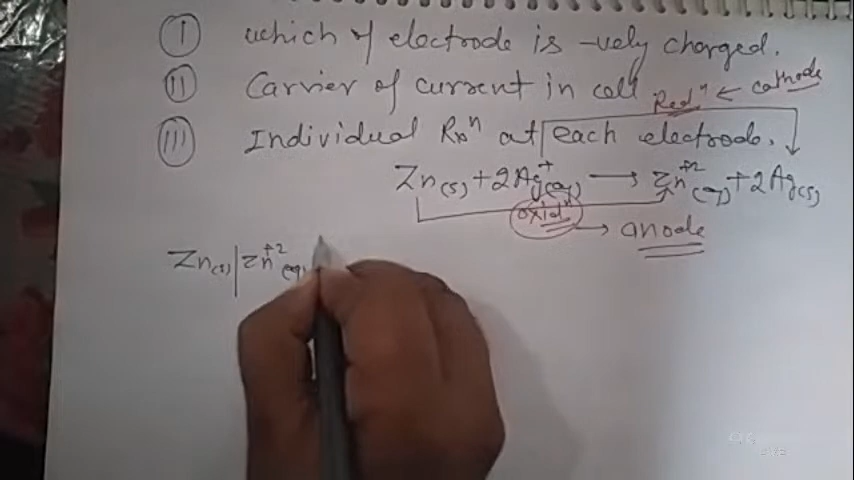 I which of electrode is -vely charged.
II Carrier of current in cell Redⁿ ← cathode
III Individual Rxⁿ at each electrode.
Zn(s) + 2Ag⁺(aq) → Zn⁺²(aq) + 2Ag(s)
oxidⁿ → anode
Zn(s)|Zn⁺²(aq)